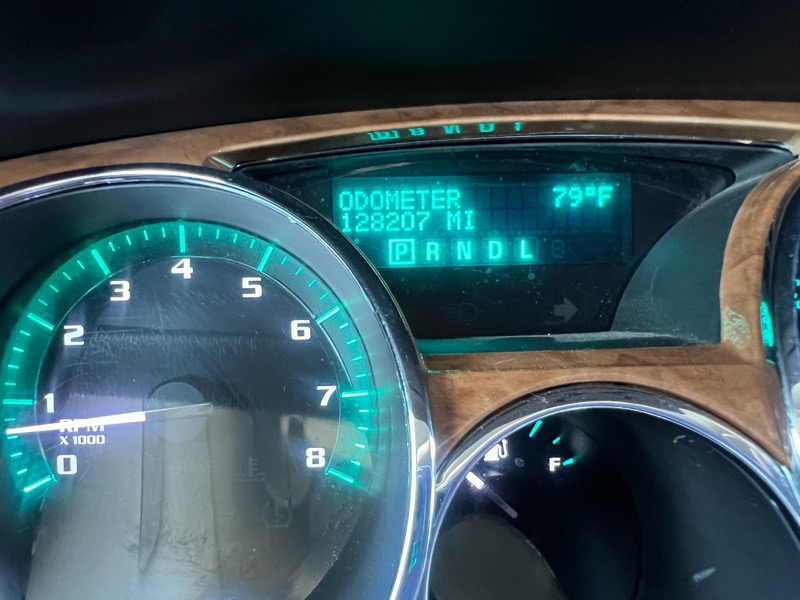 ODOMETER 79°F
128207 MI
P R N D L
4
3 5
2 6
1 7
RPM
X 1000
0 8
F